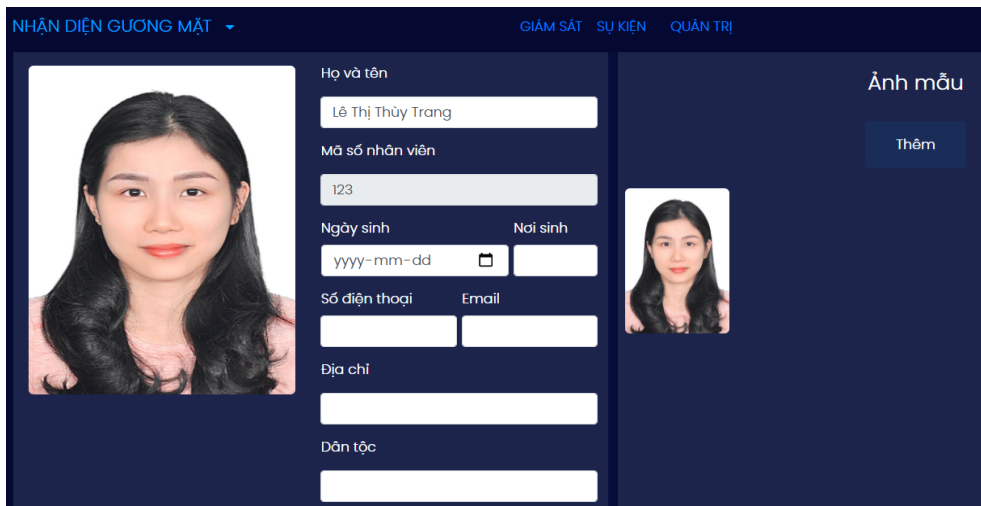 NHẬN DIỆN GƯƠNG MẶT
GIÁM SÁT SỰ KIỆN QUẢN TRỊ
Họ và tên
Lê Thị Thùy Trang
Mã số nhân viên
123
Ngày sinh Nơi sinh
yyyy-mm-dd
Số điện thoại Email
Địa chỉ
Dân tộc
Ảnh mẫu
Thêm